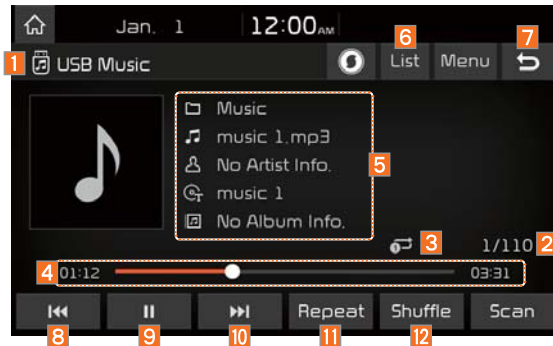 Jan. 1 12:00 AM
6 7
1 USB Music List Menu
Music
music 1.mp3
No Artist Info.
5
music 1
No Album Info.
3 1/110 2
4 01:12 03:31
Repeat Shuffle Scan
8 9 10 11 12